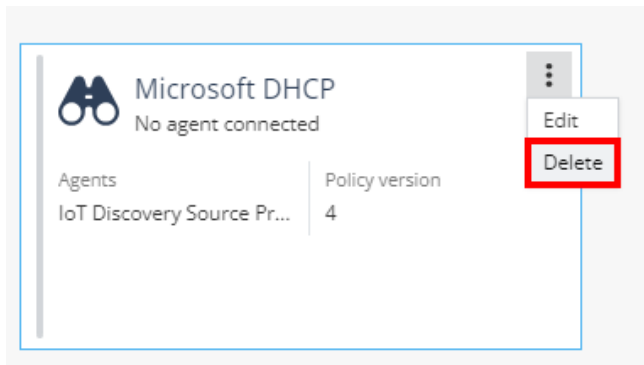 Microsoft DHCP
No agent connected
Edit
Delete
Agents
Policy version
IoT Discovery Source Pr...
4